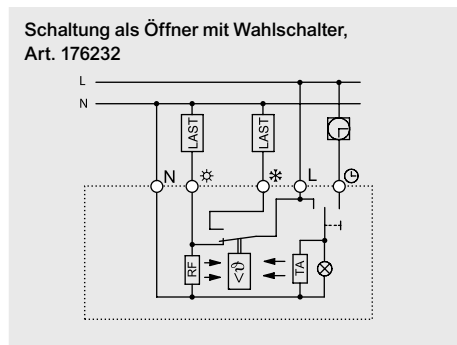 Schaltung als Öffner mit Wahlschalter,
Art. 176232
L
N
LAST
LAST
N
L
RF
<ϑ
TA